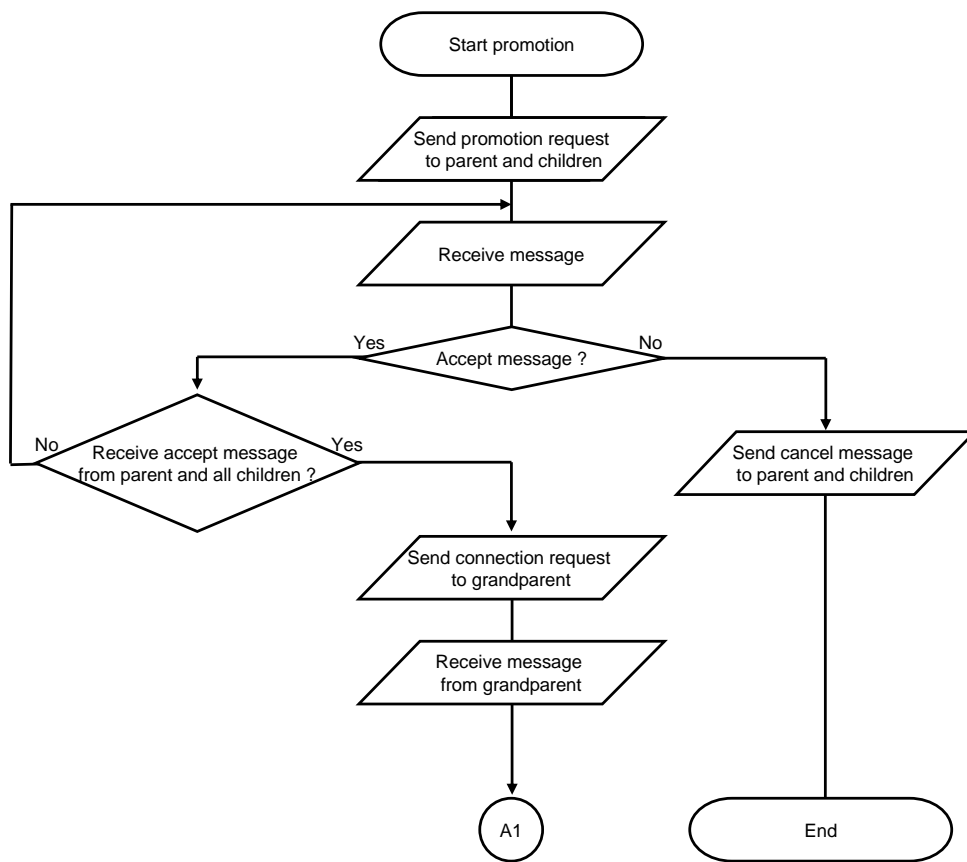 Start promotion
Send promotion request
to parent and children
Receive message
Yes
Accept message ?
No
No
Receive accept message
from parent and all children ?
Yes
Send cancel message
to parent and children
Send connection request
to grandparent
Receive message
from grandparent
A1
End